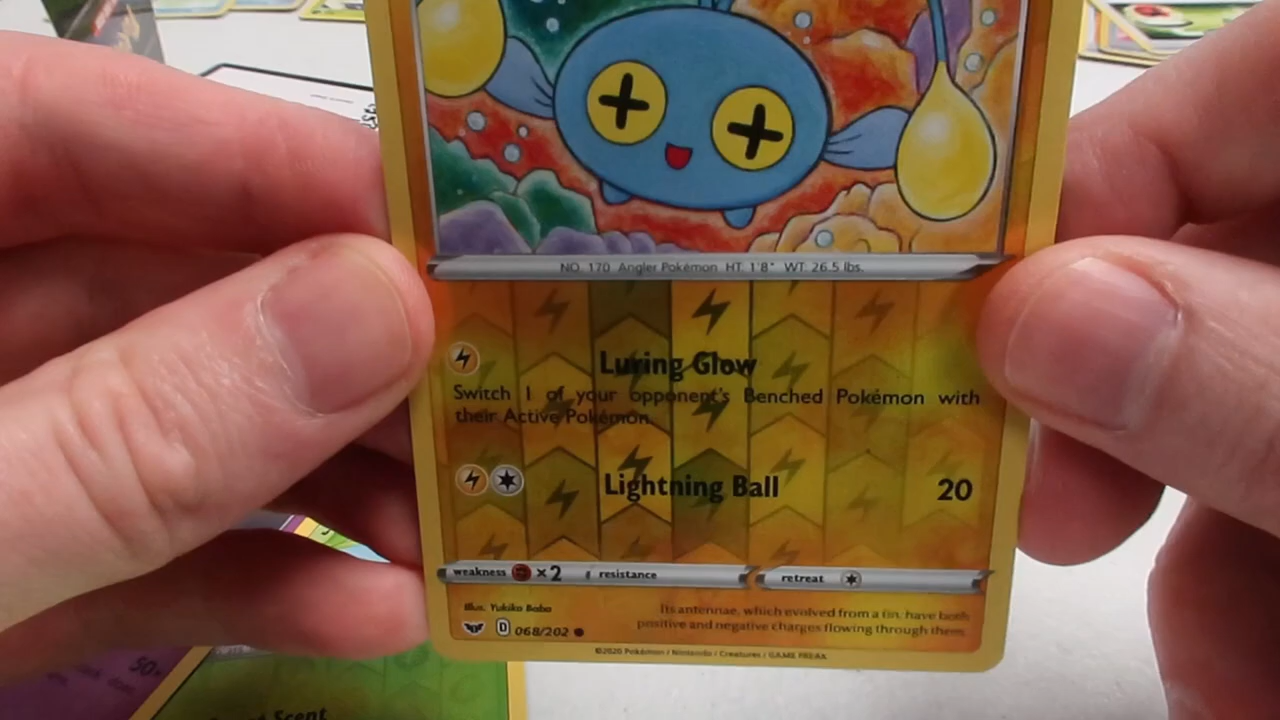 NO. 170 Angler Pokémon HT: 1'8" WT: 26.5 lbs.
Luring Glow
Switch 1 of your opponent's Benched Pokémon with
their Active Pokémon.
Lightning Ball 20
weakness ×2 resistance retreat
Illus. Yukiko Baba
D 068/202
Its antennae, which evolved from a fin, have both
positive and negative charges flowing through them.
©2020 Pokémon / Nintendo / Creatures / GAME FREAK
50×
Scent